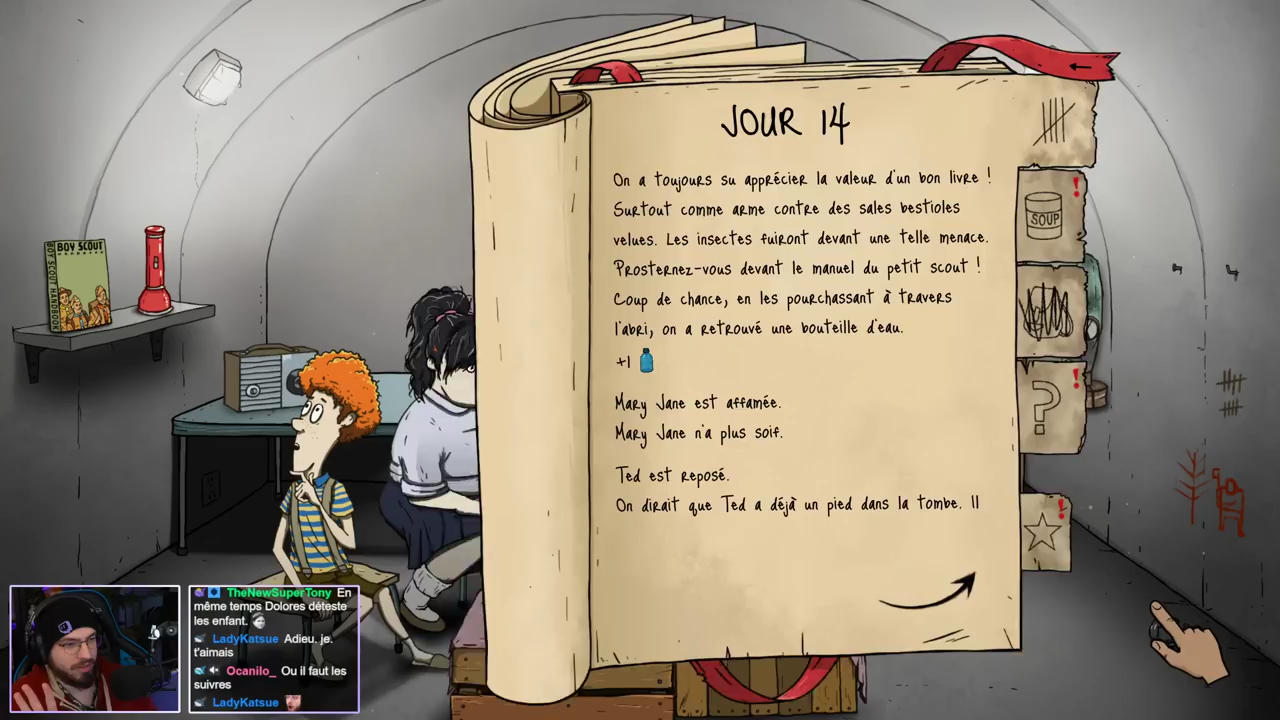 JOUR 14
On a toujours su apprécier la valeur d'un bon livre !
Surtout comme arme contre des sales bestioles
velues. Les insectes fuiront devant une telle menace.
Prosternez-vous devant le manuel du petit scout !
Coup de chance, en les pourchassant à travers
l'abri, on a retrouvé une bouteille d'eau.
+1
Mary Jane est affamée.
Mary Jane n'a plus soif.
Ted est reposé.
On dirait que Ted a déjà un pied dans la tombe. Il
SOUP
!
?
!
!
BOY SCOUT
BOY SCOUT HANDBOOK
TheNewSuperTony En
même temps Dolores déteste
les enfant.
LadyKatsue Adieu. je.
t'aimais
Ocanilo_ Ou il faut les
suivres
LadyKatsue